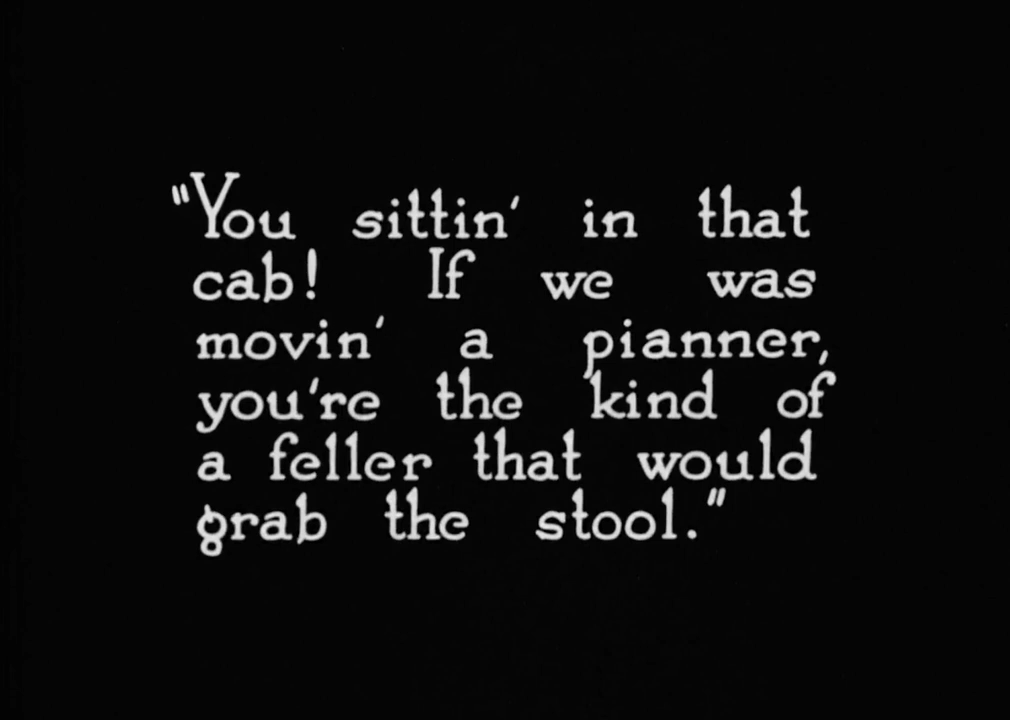 "You sittin' in that
cab! If we was
movin' a pianner,
you're the kind of
a feller that would
grab the stool."